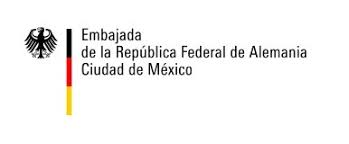 Embajada
de la República Federal de Alemania
Ciudad de México